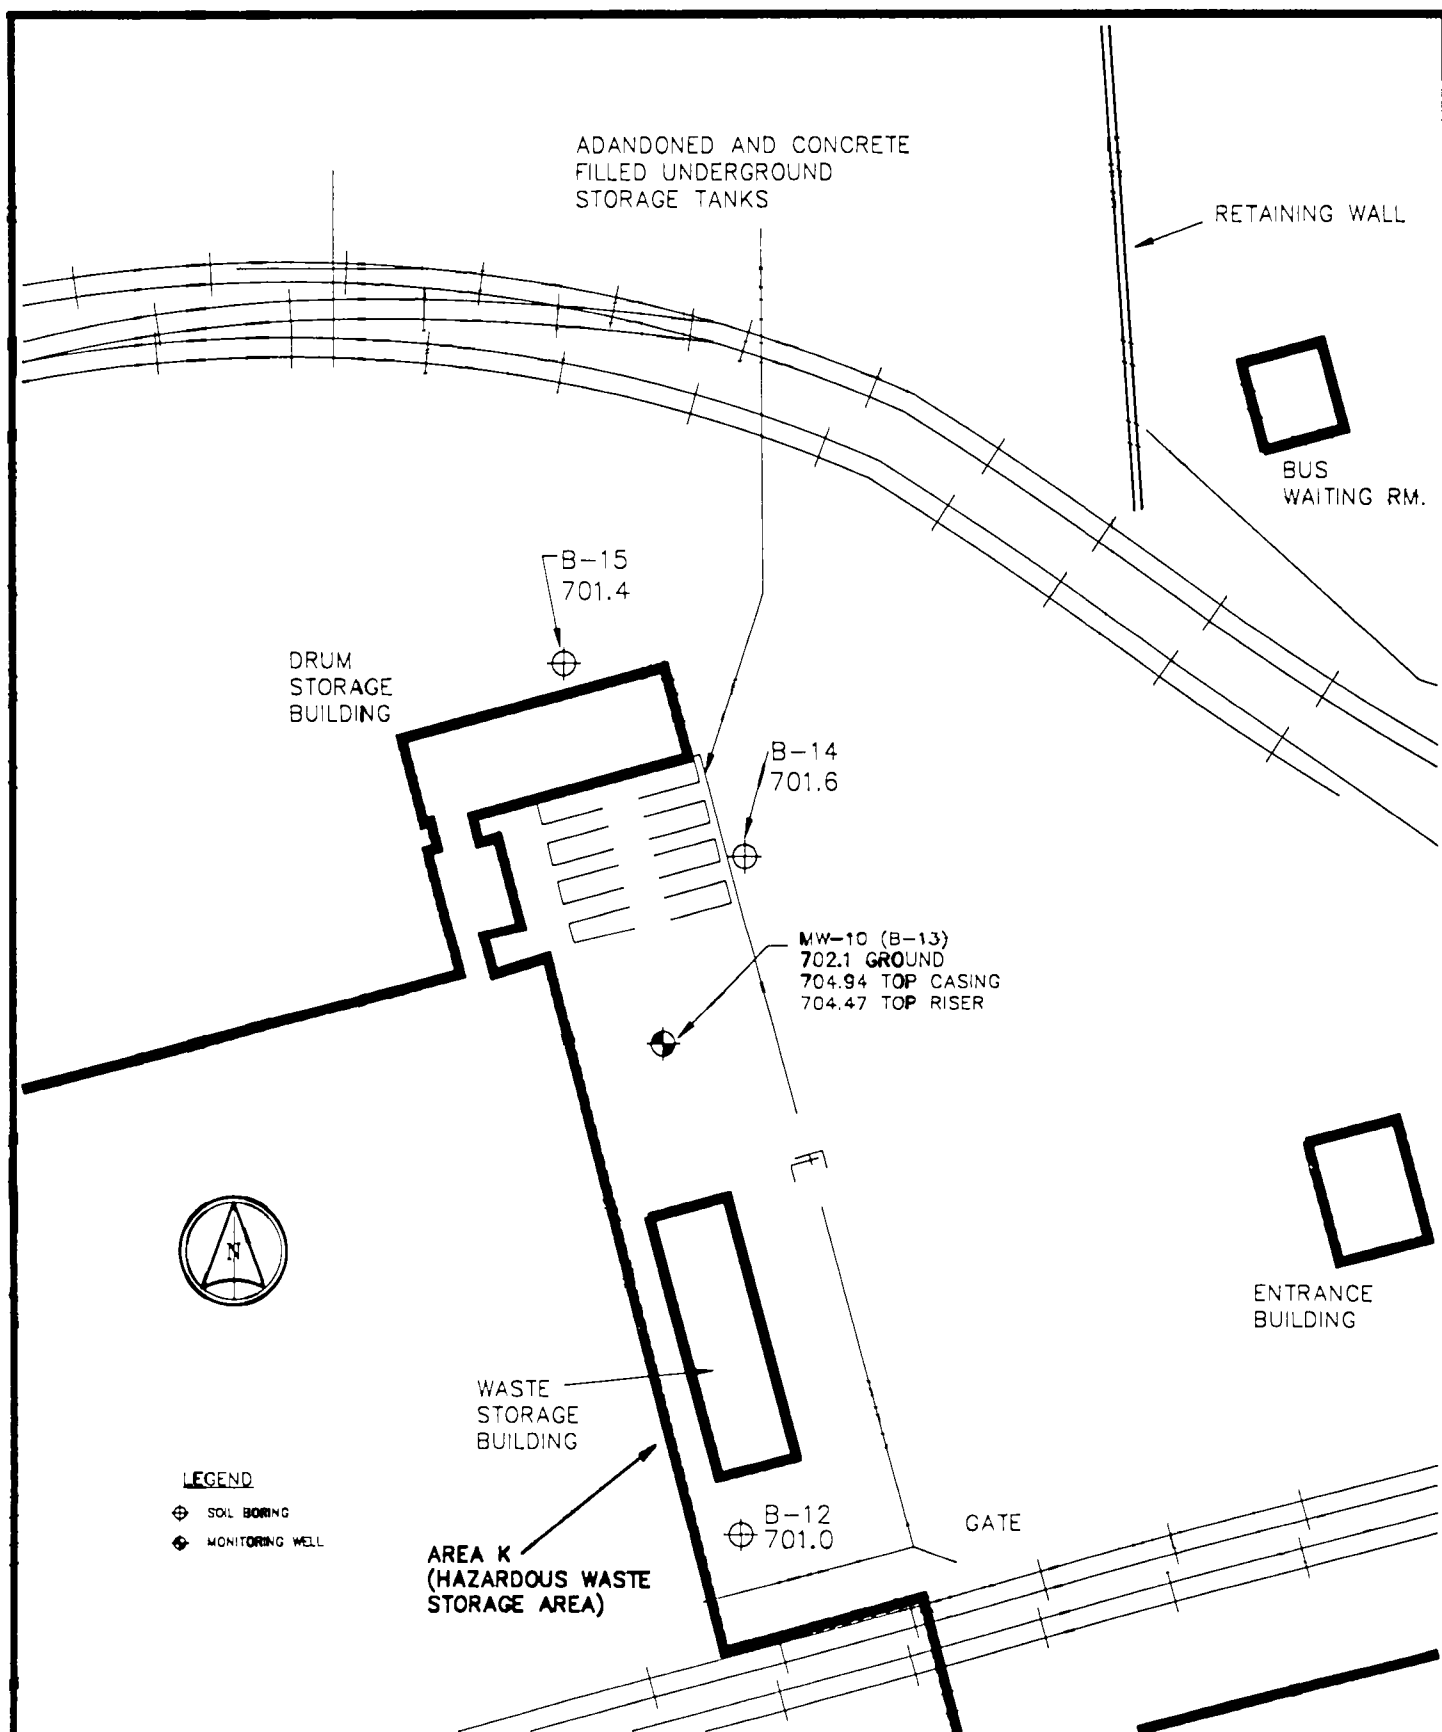 ADANDONED AND CONCRETE
FILLED UNDERGROUND
STORAGE TANKS
RETAINING WALL
BUS
WAITING RM.
B-15
701.4
DRUM
STORAGE
BUILDING
B-14
701.6
MW-10 (B-13)
702.1 GROUND
704.94 TOP CASING
704.47 TOP RISER
N
ENTRANCE
BUILDING
WASTE
STORAGE
BUILDING
LEGEND
SOIL BORING
MONITORING WELL
B-12
701.0
GATE
AREA K
(HAZARDOUS WASTE
STORAGE AREA)